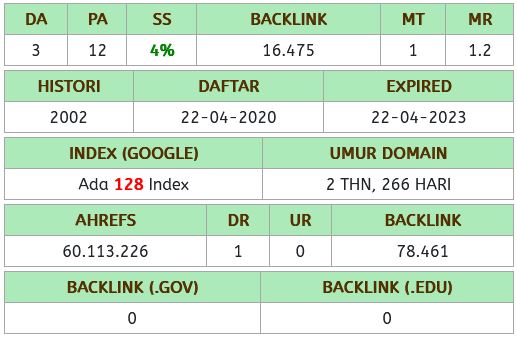 DA PA SS BACKLINK MT MR
3 12 4% 16.475 1 1.2
HISTORI DAFTAR EXPIRED
2002 22-04-2020 22-04-2023
INDEX (GOOGLE) UMUR DOMAIN
Ada 128 Index 2 THN, 266 HARI
AHREFS DR UR BACKLINK
60.113.226 1 0 78.461
BACKLINK (.GOV) BACKLINK (.EDU)
0 0